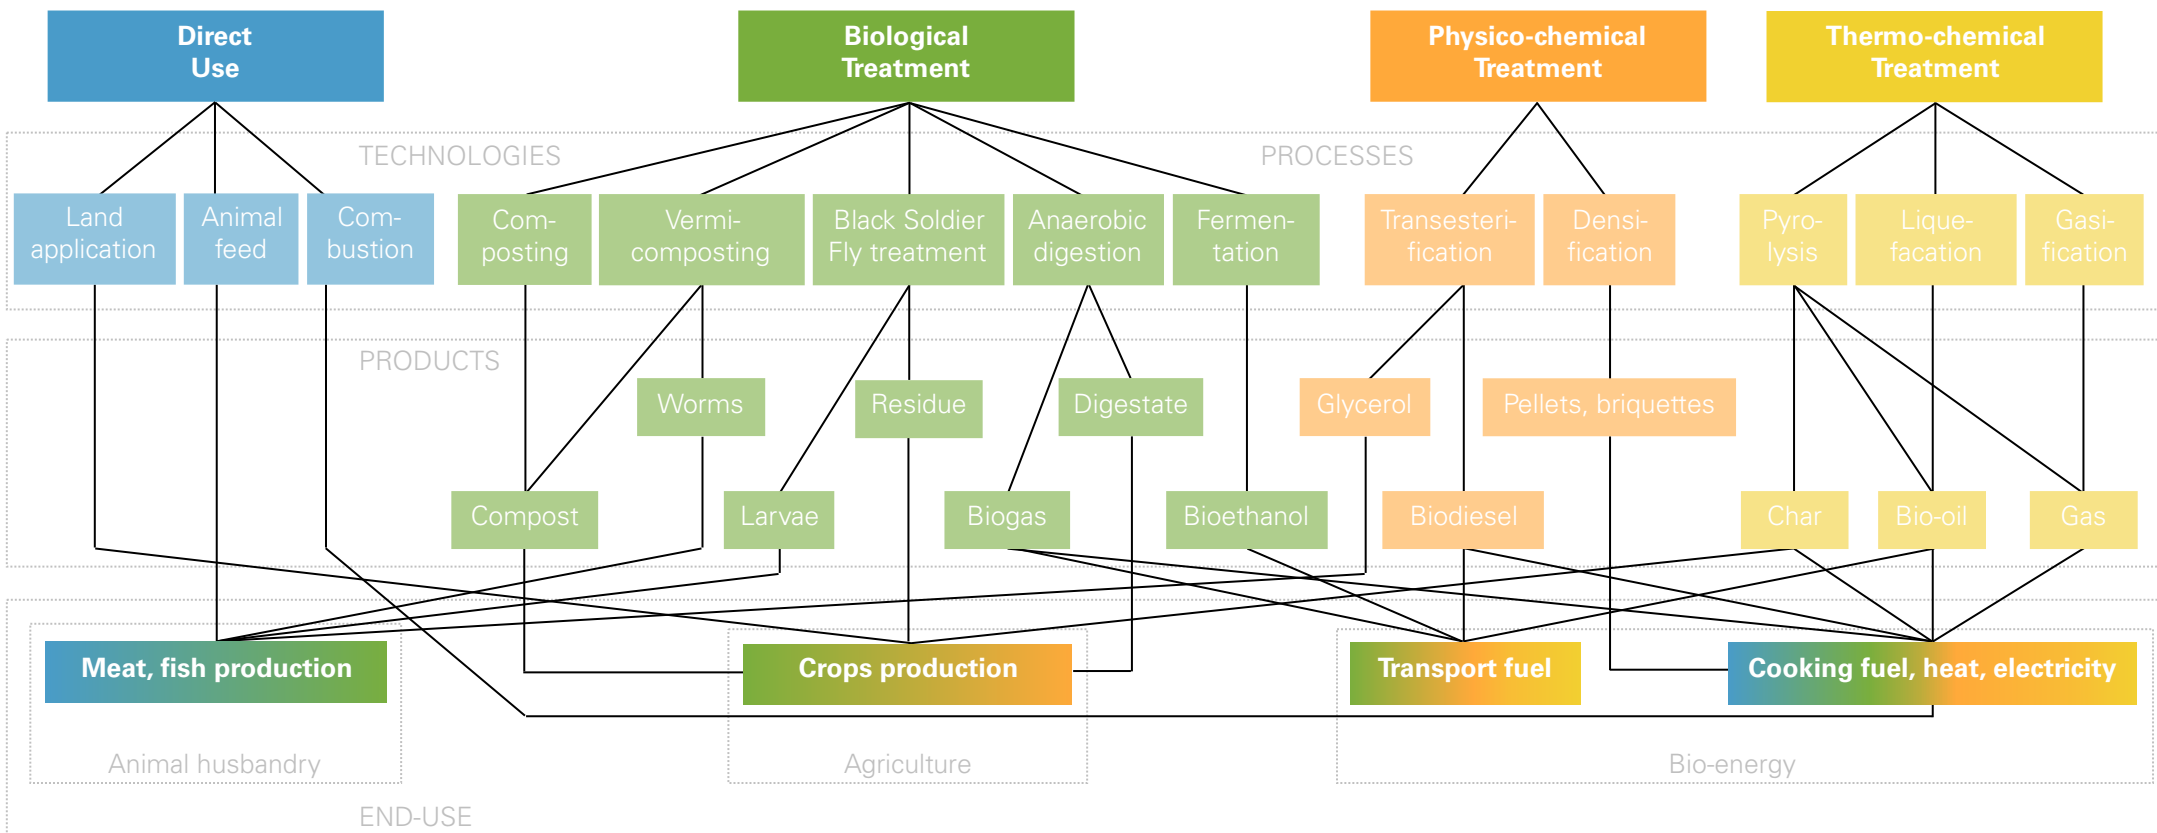 Direct
Use
Biological
Treatment
Physico-chemical
Treatment
Thermo-chemical
Treatment
TECHNOLOGIES
PROCESSES
Land
application
Animal
feed
Com-
bustion
Com-
posting
Vermi-
composting
Black Soldier
Fly treatment
Anaerobic
digestion
Fermen-
tation
Transesteri-
fication
Densi-
fication
Pyro-
lysis
Lique-
facation
Gasi-
fication
PRODUCTS
Worms
Residue
Digestate
Glycerol
Pellets, briquettes
Compost
Larvae
Biogas
Bioethanol
Biodiesel
Char
Bio-oil
Gas
Meat, fish production
Crops production
Transport fuel
Cooking fuel, heat, electricity
Animal husbandry
Agriculture
Bio-energy
END-USE